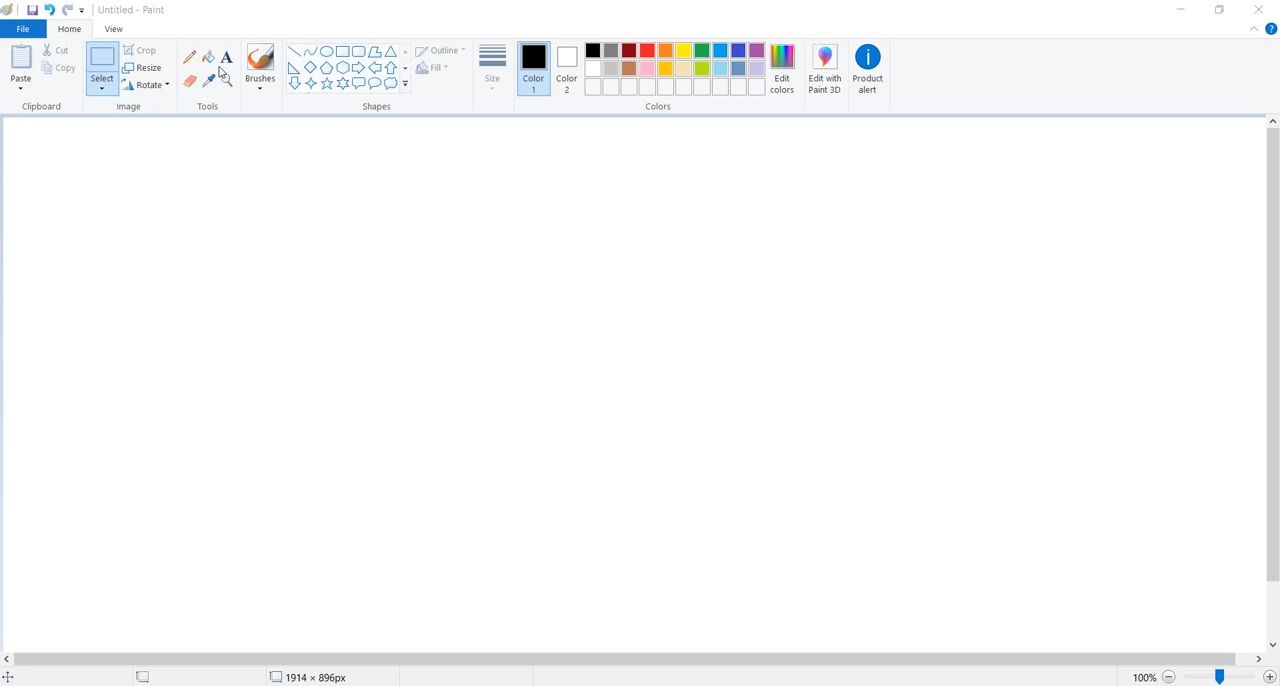 Untitled - Paint
File Home View
Paste Cut Copy
Clipboard
Select Crop Resize Rotate
Image
A
Tools
Brushes
Shapes
Outline
Fill
Size
Color 1
Color 2
Edit colors
Colors
Edit with Paint 3D
Product alert
1914 × 896px
100%